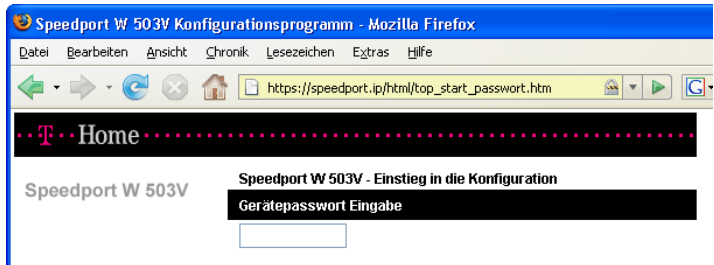 Speedport W 503V Konfigurationsprogramm - Mozilla Firefox
Datei Bearbeiten Ansicht Chronik Lesezeichen Extras Hilfe
https://speedport.ip/html/top_start_passwort.htm
G
T Home
Speedport W 503V
Speedport W 503V - Einstieg in die Konfiguration
Gerätepasswort Eingabe